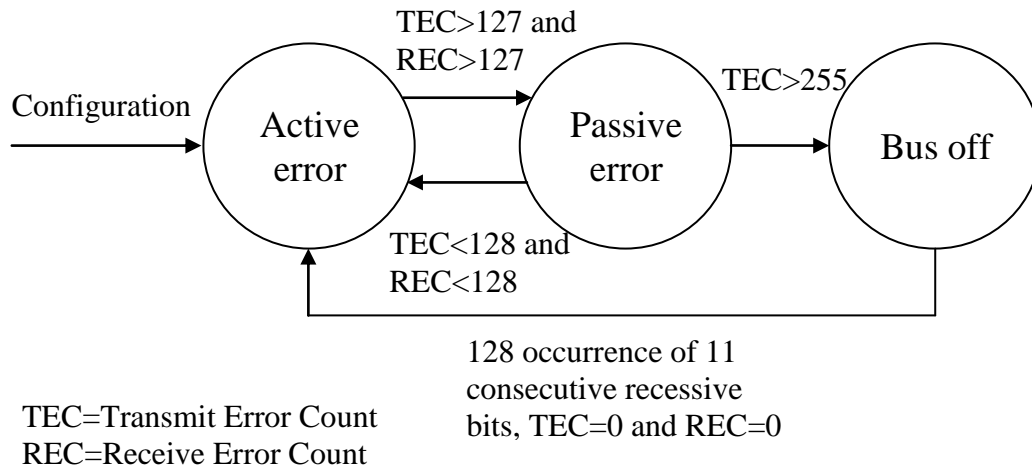 TEC>127 and
REC>127
TEC>255
Configuration
Active
error
Passive
error
Bus off
TEC<128 and
REC<128
128 occurrence of 11
consecutive recessive
bits, TEC=0 and REC=0
TEC=Transmit Error Count
REC=Receive Error Count